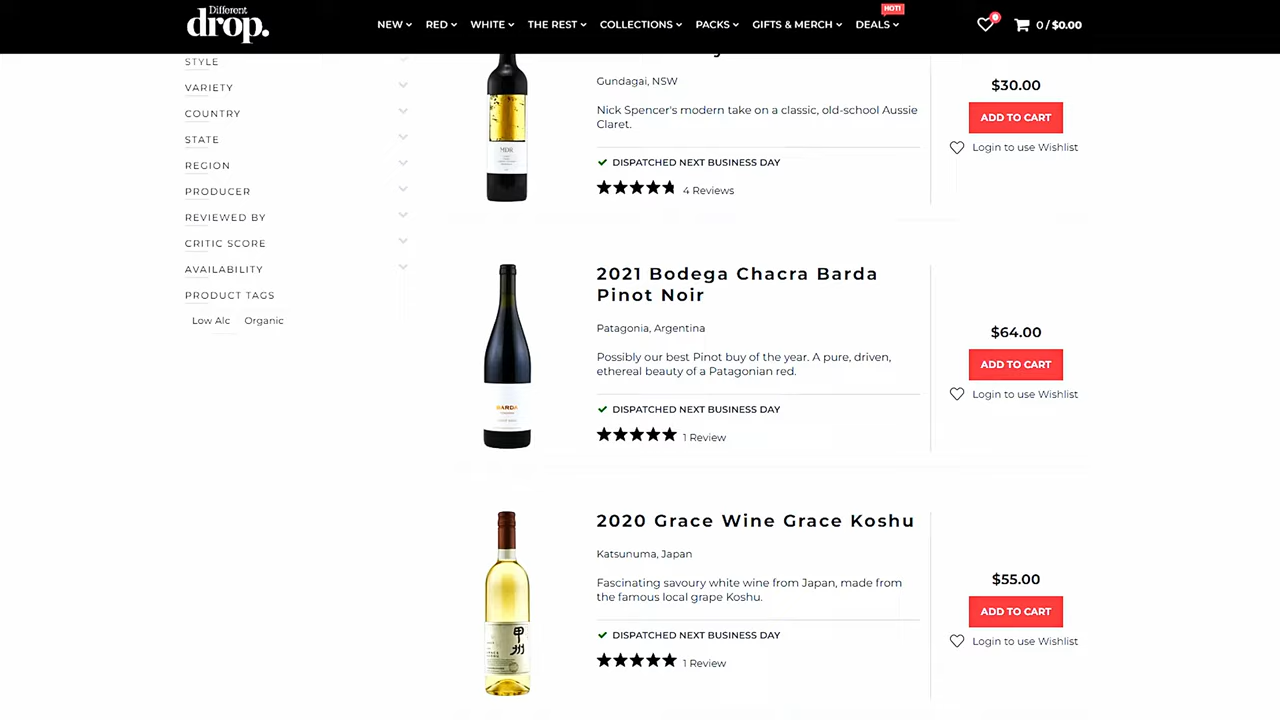 Different
drop.
NEW
RED
WHITE
THE REST
COLLECTIONS
PACKS
GIFTS & MERCH
DEALS
HOT!
0
0 / $0.00
STYLE
VARIETY
COUNTRY
STATE
REGION
PRODUCER
REVIEWED BY
CRITIC SCORE
AVAILABILITY
PRODUCT TAGS
Low Alc Organic
MDR
Gundagai, NSW
Nick Spencer's modern take on a classic, old-school Aussie
Claret.
DISPATCHED NEXT BUSINESS DAY
4 Reviews
$30.00
ADD TO CART
Login to use Wishlist
BARDA
2021 Bodega Chacra Barda
Pinot Noir
Patagonia, Argentina
Possibly our best Pinot buy of the year. A pure, driven,
ethereal beauty of a Patagonian red.
DISPATCHED NEXT BUSINESS DAY
1 Review
$64.00
ADD TO CART
Login to use Wishlist
甲州
2020 Grace Wine Grace Koshu
Katsunuma, Japan
Fascinating savoury white wine from Japan, made from
the famous local grape Koshu.
DISPATCHED NEXT BUSINESS DAY
1 Review
$55.00
ADD TO CART
Login to use Wishlist